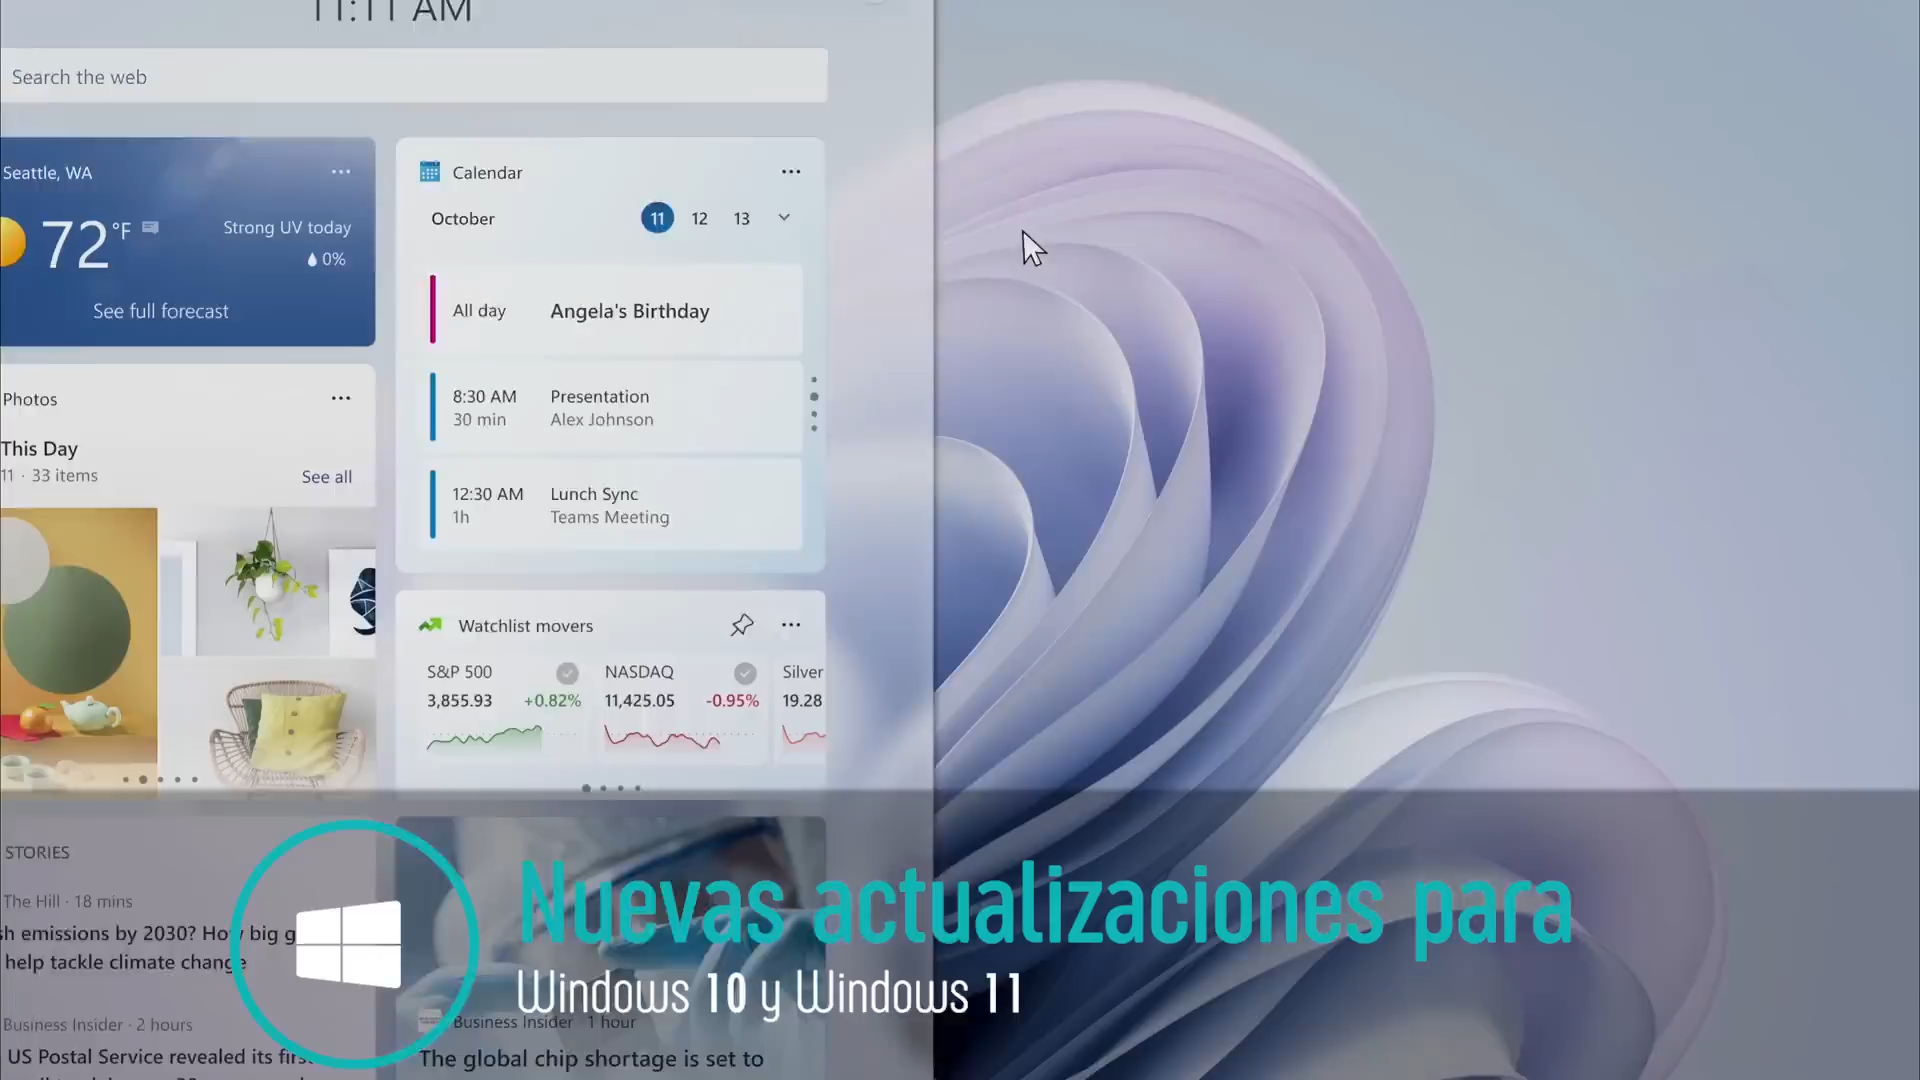 11:11 AM
Search the web
Seattle, WA
72 °F
Strong UV today
0%
See full forecast
Photos
This Day
11 · 33 items
See all
Calendar
October
11 12 13
All day Angela's Birthday
8:30 AM Presentation
30 min Alex Johnson
12:30 AM Lunch Sync
1h Teams Meeting
Watchlist movers
S&P 500 NASDAQ Silver
3,855.93 +0.82% 11,425.05 -0.95% 19.28
STORIES
The Hill · 18 mins
emissions by 2030? How big
help tackle climate change
Business Insider · 2 hours
US Postal Service revealed its
Business Insider · 1 hour
The global chip shortage is set to
Nuevas actualizaciones para
Windows 10 y Windows 11